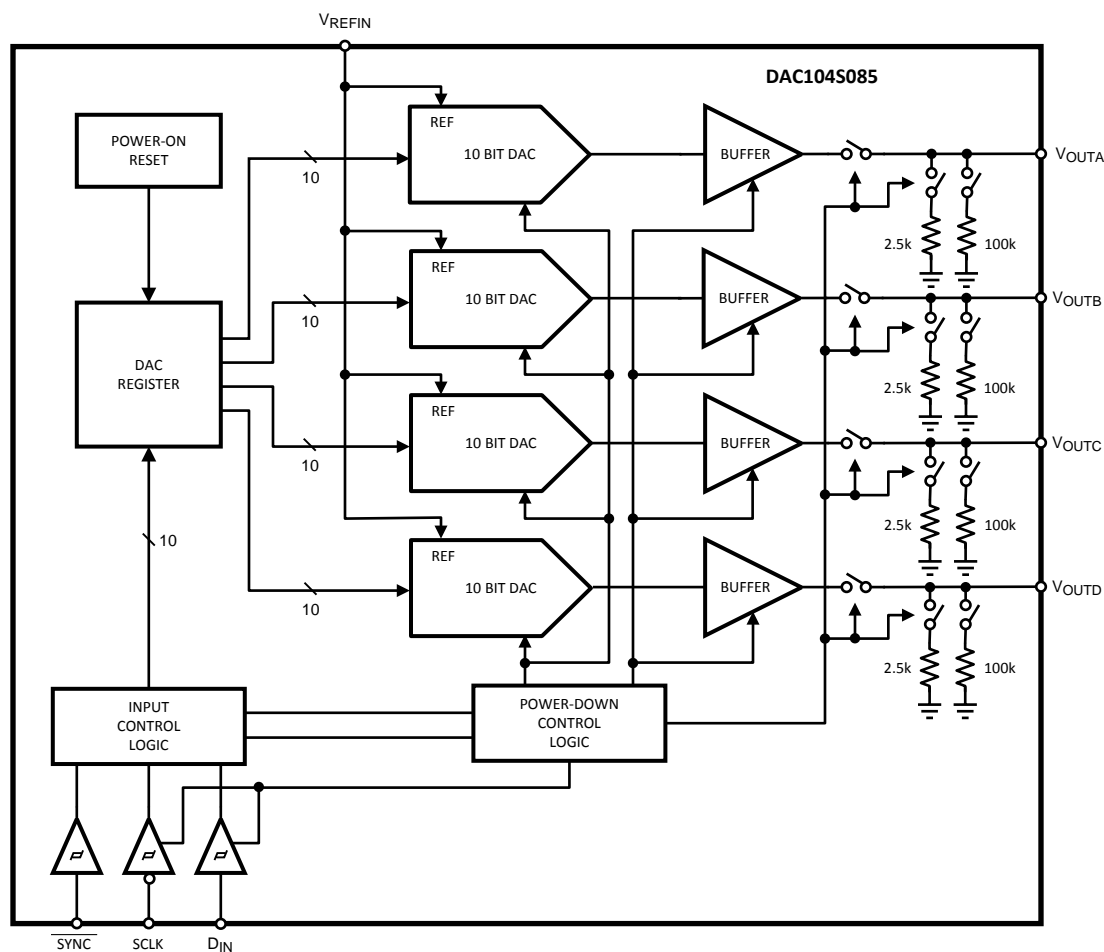 VREFIN
DAC104S085
REF
10 BIT DAC
BUFFER
VOUTA
POWER-ON
RESET
10
2.5k
100k
REF
10 BIT DAC
BUFFER
VOUTB
10
DAC
REGISTER
2.5k
100k
REF
10 BIT DAC
BUFFER
VOUTC
10
2.5k
100k
10
REF
10 BIT DAC
BUFFER
VOUTD
10
2.5k
100k
INPUT
CONTROL
LOGIC
POWER-DOWN
CONTROL
LOGIC
SYNC
SCLK
DIN